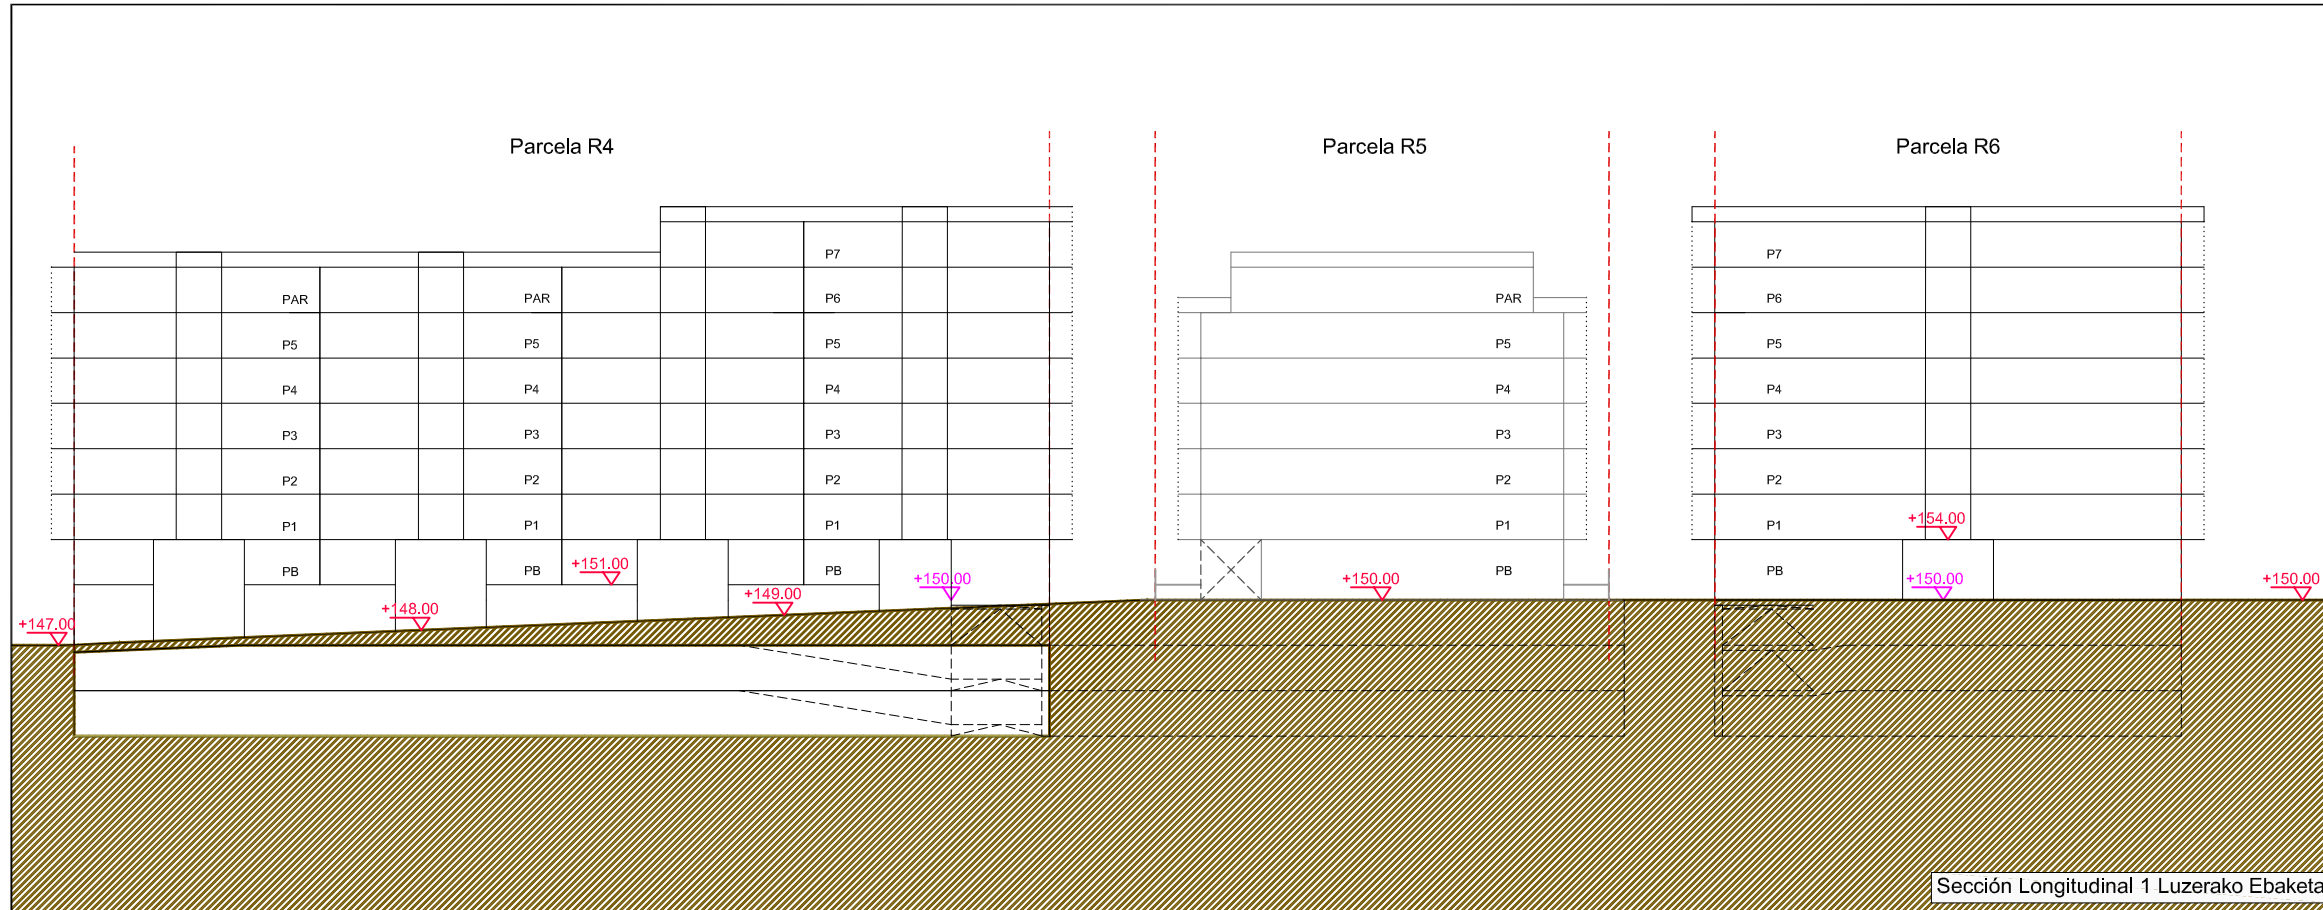 Parcela R4
Parcela R5
Parcela R6
P7
P7
PAR
PAR
P6
PAR
P6
P5
P5
P5
P5
P5
P4
P4
P4
P4
P4
P3
P3
P3
P3
P3
P2
P2
P2
P2
P2
P1
P1
P1
P1
+154.00
P1
PB
PB
+151.00
PB
+150.00
+150.00
PB
PB
+150.00
+150.00
+149.00
+148.00
+147.00
Sección Longitudinal 1 Luzerako Ebaketa